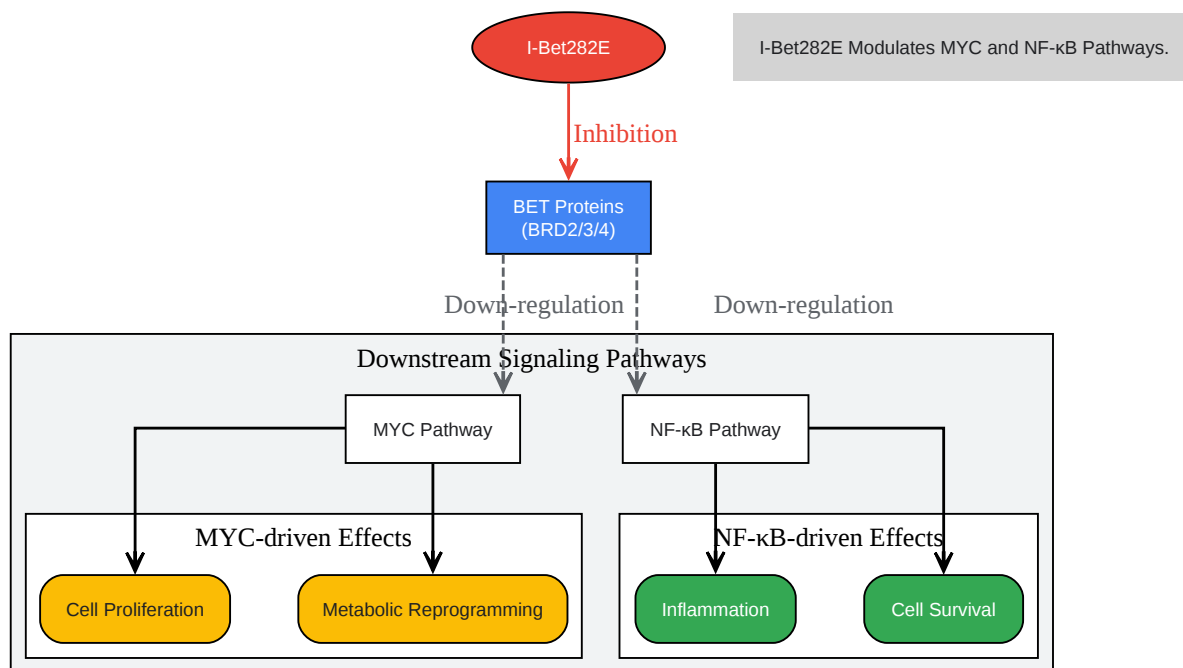 I-Bet282E
I-Bet282E Modulates MYC and NF-κB Pathways.
Inhibition
BET Proteins
(BRD2/3/4)
Down-regulation
Down-regulation
Downstream Signaling Pathways
MYC Pathway
NF-κB Pathway
MYC-driven Effects
NF-κB-driven Effects
Cell Proliferation
Metabolic Reprogramming
Inflammation
Cell Survival